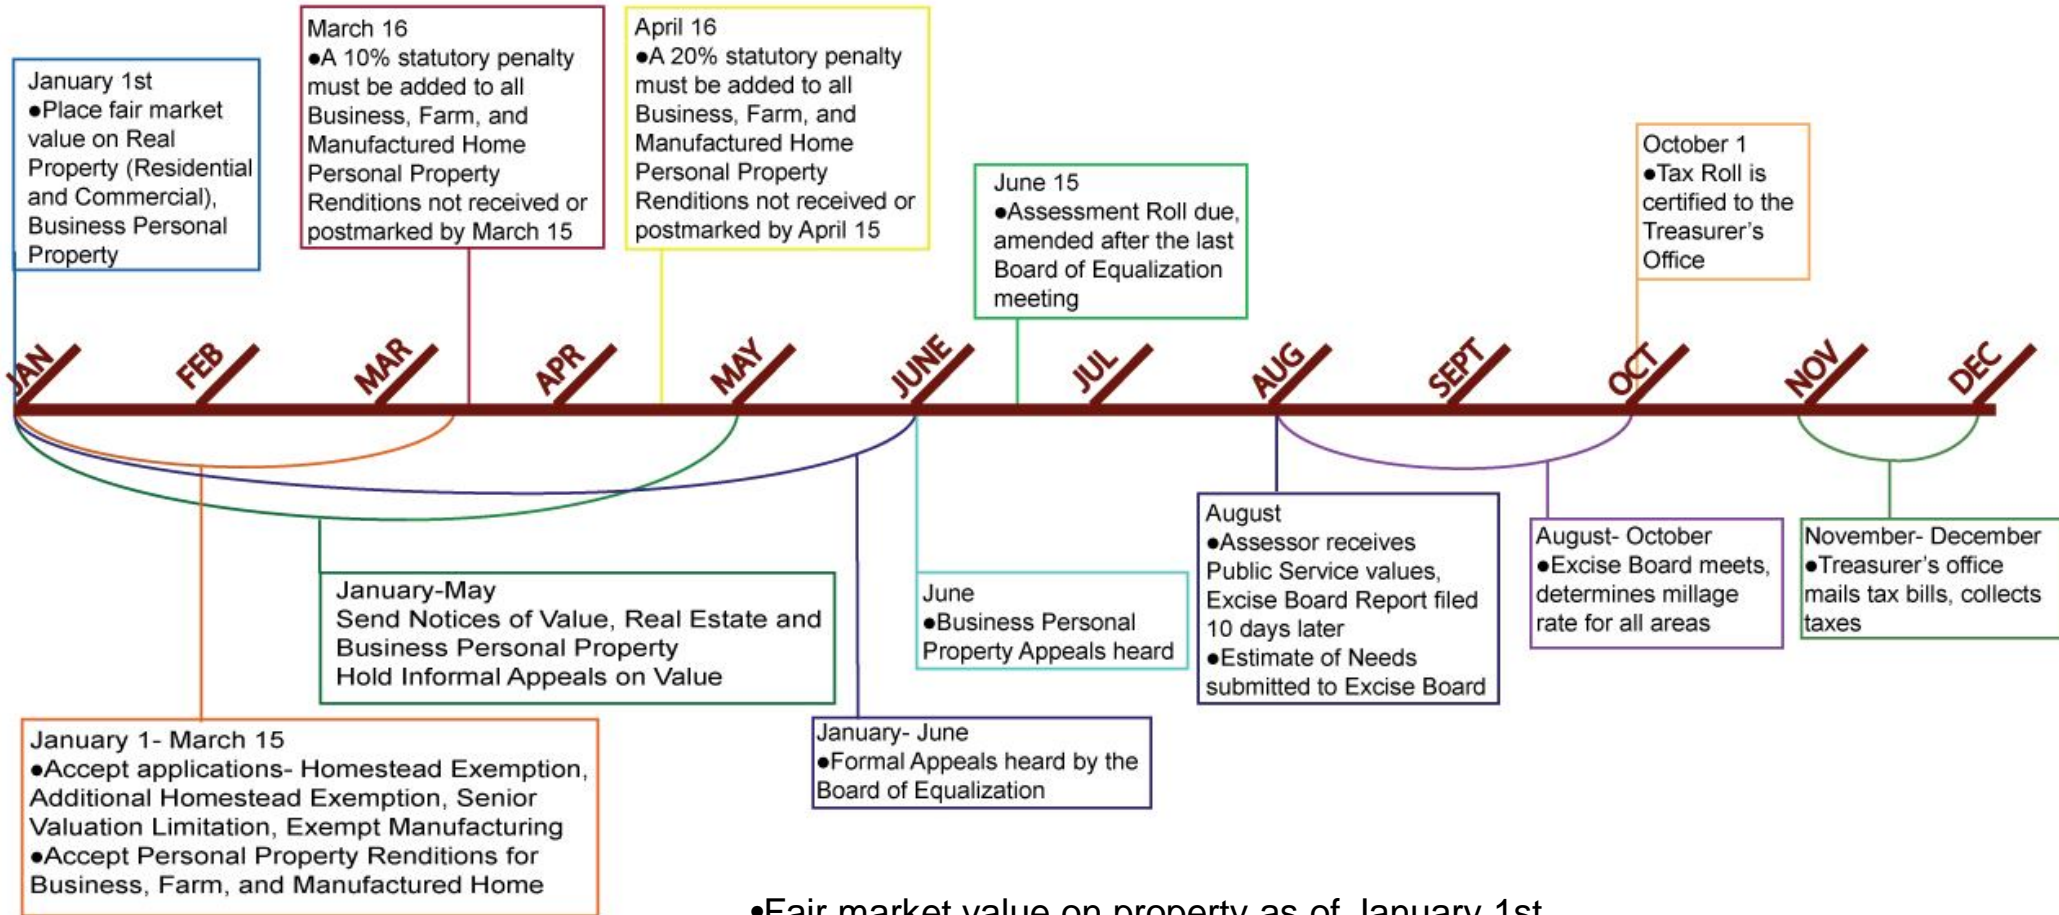 January 1st
●Place fair market
value on Real
Property (Residential
and Commercial),
Business Personal
Property
March 16
●A 10% statutory penalty
must be added to all
Business, Farm, and
Manufactured Home
Personal Property
Renditions not received or
postmarked by March 15
April 16
●A 20% statutory penalty
must be added to all
Business, Farm, and
Manufactured Home
Personal Property
Renditions not received or
postmarked by April 15
June 15
●Assessment Roll due,
amended after the last
Board of Equalization
meeting
October 1
●Tax Roll is
certified to the
Treasurer's
Office
JAN
FEB
MAR
APR
MAY
JUNE
JUL
AUG
SEPT
OCT
NOV
DEC
January 1- March 15
●Accept applications- Homestead Exemption,
Additional Homestead Exemption, Senior
Valuation Limitation, Exempt Manufacturing
●Accept Personal Property Renditions for
Business, Farm, and Manufactured Home
January-May
Send Notices of Value, Real Estate and
Business Personal Property
Hold Informal Appeals on Value
January- June
●Formal Appeals heard by the
Board of Equalization
June
●Business Personal
Property Appeals heard
August
●Assessor receives
Public Service values,
Excise Board Report filed
10 days later
●Estimate of Needs
submitted to Excise Board
August- October
●Excise Board meets,
determines millage
rate for all areas
November- December
●Treasurer's office
mails tax bills, collects
taxes
•Fair market value on property as of January 1st